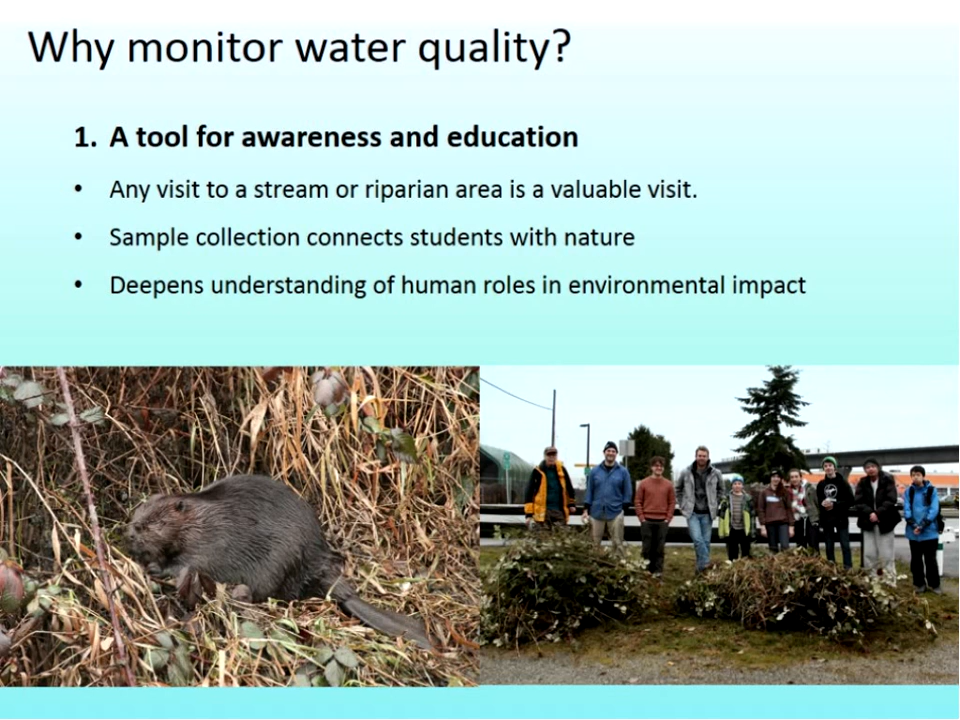 Why monitor water quality?
1. A tool for awareness and education
• Any visit to a stream or riparian area is a valuable visit.
• Sample collection connects students with nature
• Deepens understanding of human roles in environmental impact